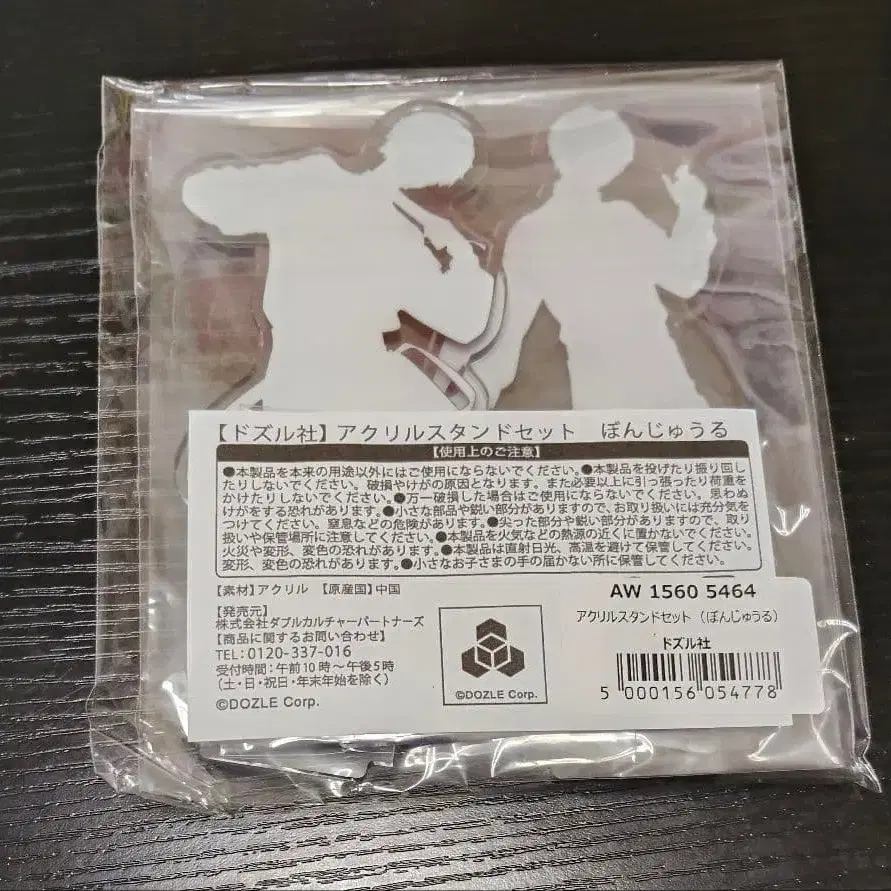 【ドズル社】アクリルスタンドセット　ぼんじゅうる
【使用上のご注意】
●本製品を本来の用途以外にはご使用にならないでください。●本製品を投げたり振り回し
たりしないでください。破損やけがの原因となります。また必要以上に引っ張ったり荷重を
かけたりしないでください。●万一破損した場合はご使用にならないでください。思わぬ
けがをする恐れがあります。●小さな部品や鋭い部分がありますので、お取り扱いには充分気を
つけてください。窒息などの危険があります。●尖った部分や鋭い部分がありますので、取り
扱いや保管場所に注意してください。●本製品を火気などの熱源の近くに置かないでください。
火災や変形、変色の恐れがあります。●本製品は直射日光、高温を避けて保管してください。
変形、変色の恐れがあります。●小さなお子さまの手の届かない所に保管してください。
【素材】アクリル　【原産国】中国
【発売元】
株式会社ダブルカルチャーパートナーズ
【商品に関するお問い合わせ】
TEL:0120-337-016
受付時間:午前10時〜午後5時
(土・日・祝日・年末年始を除く)
©DOZLE Corp.
©DOZLE Corp.
AW 1560 5464
アクリルスタンドセット（ぼんじゅうる）
ドズル社
5 000156 054778